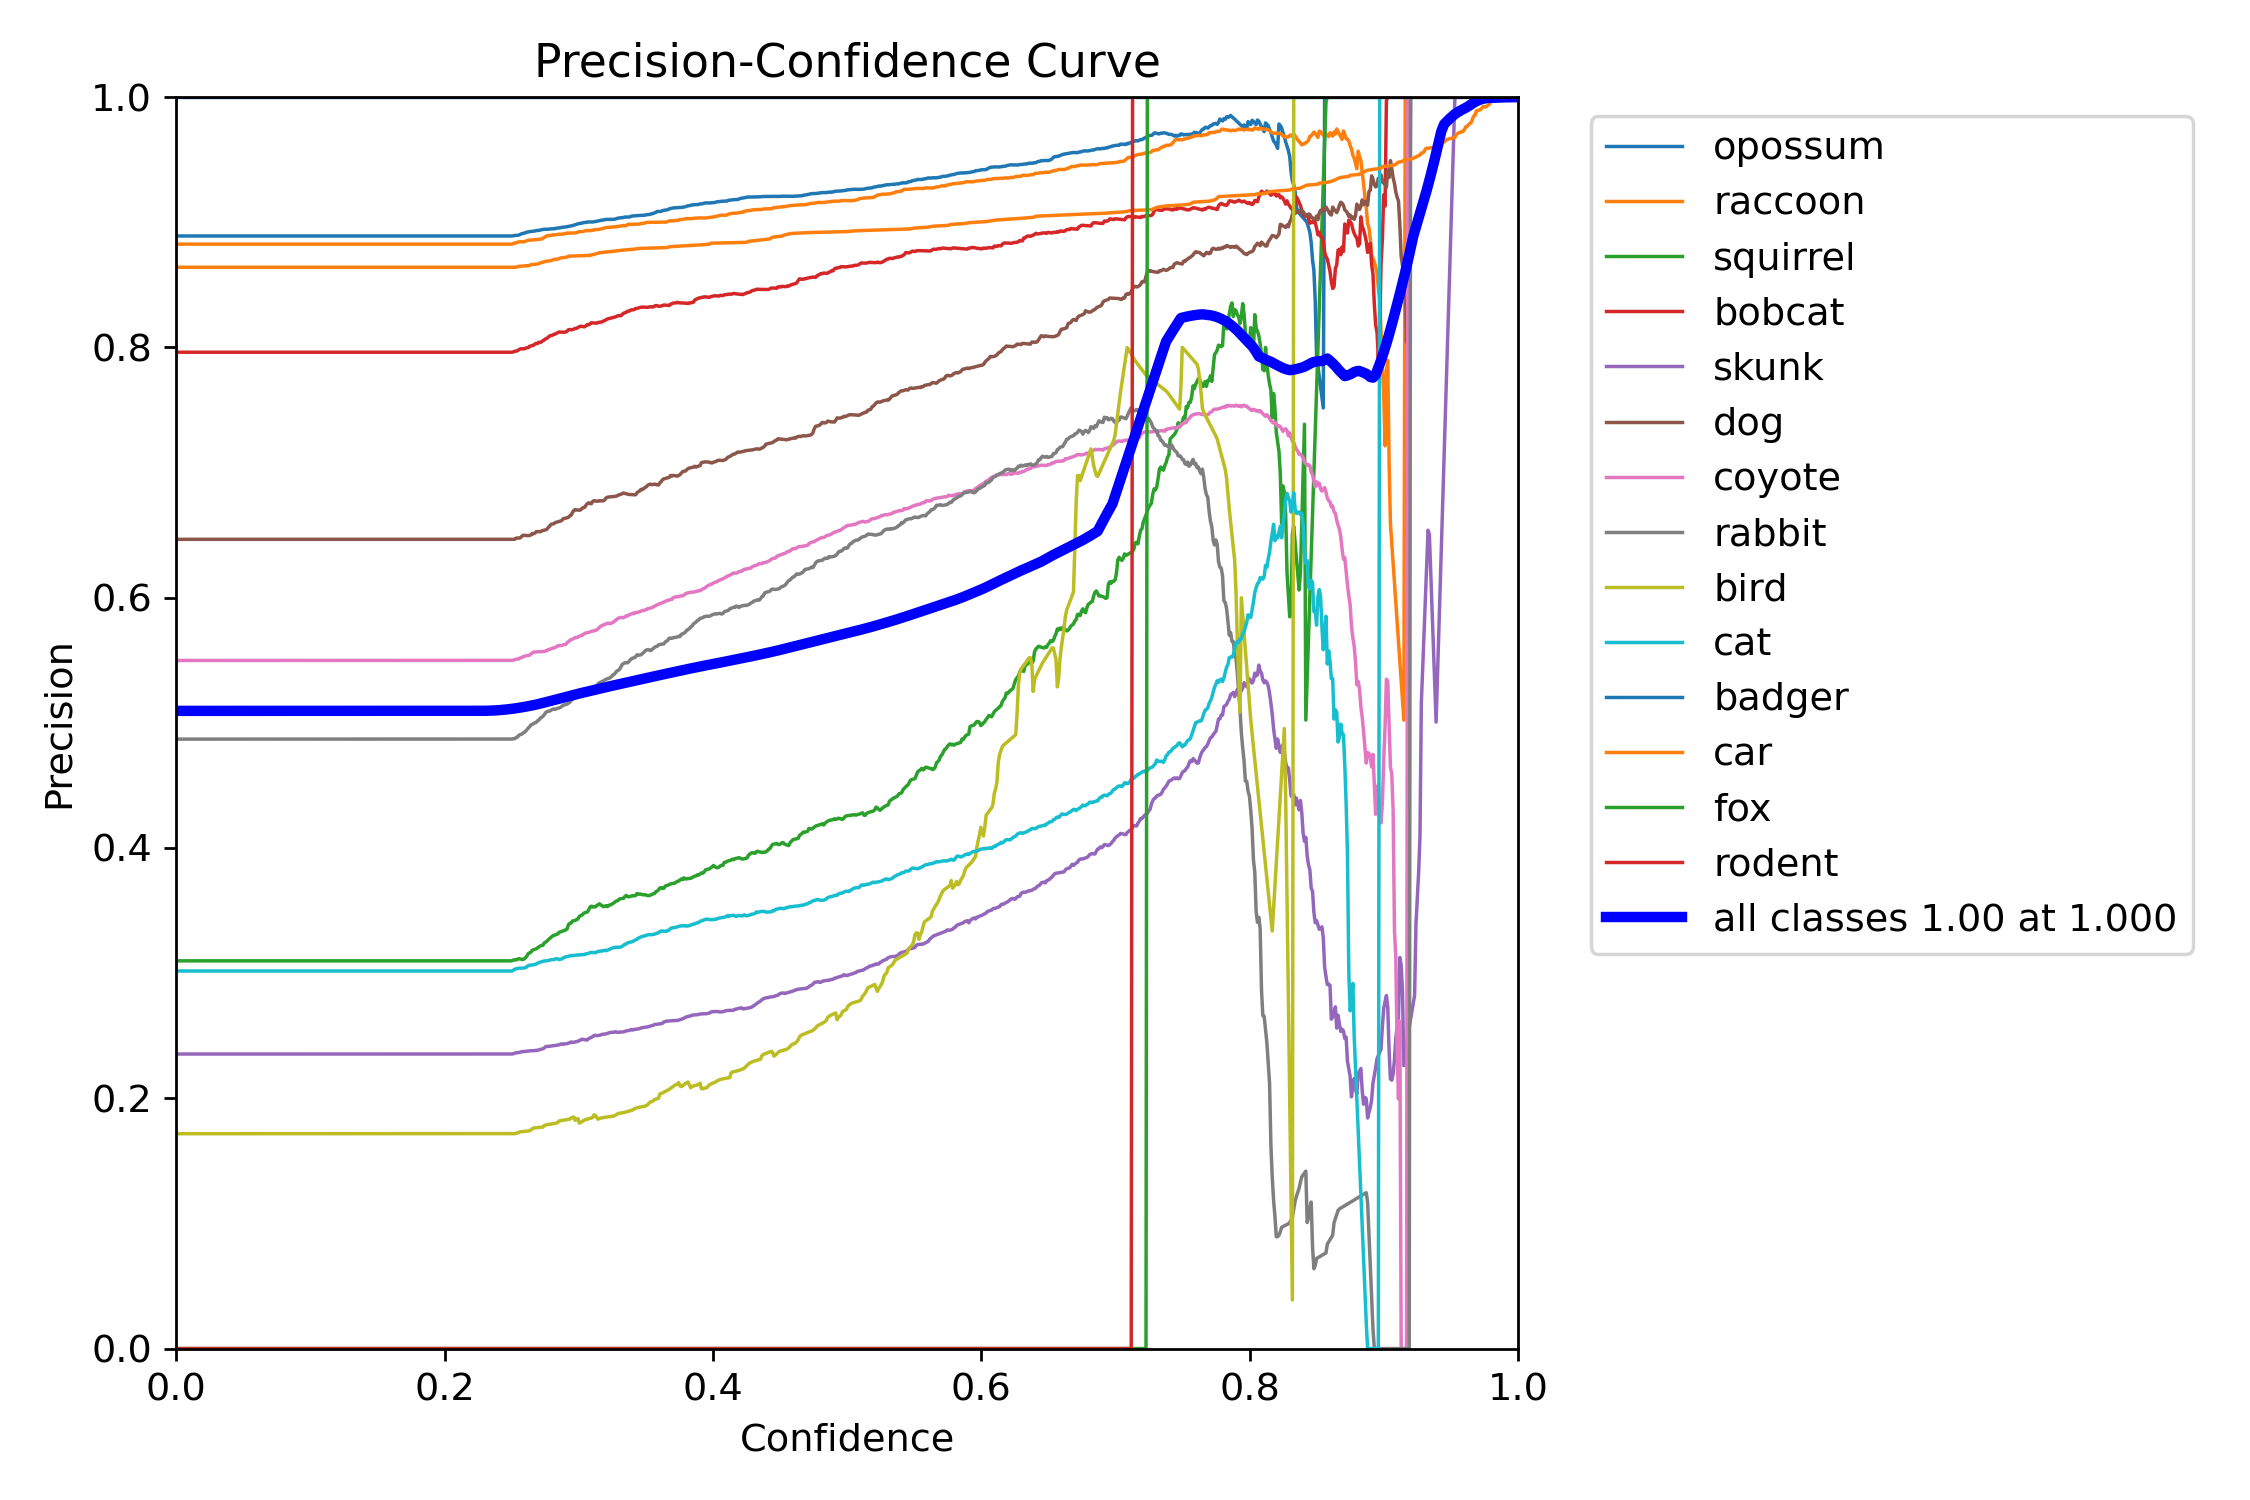 Precision-Confidence Curve
1.0
0.8
0.6
0.4
0.2
0.0
Precision
0.0 0.2 0.4 0.6 0.8 1.0
Confidence
opossum
raccoon
squirrel
bobcat
skunk
dog
coyote
rabbit
bird
cat
badger
car
fox
rodent
all classes 1.00 at 1.000